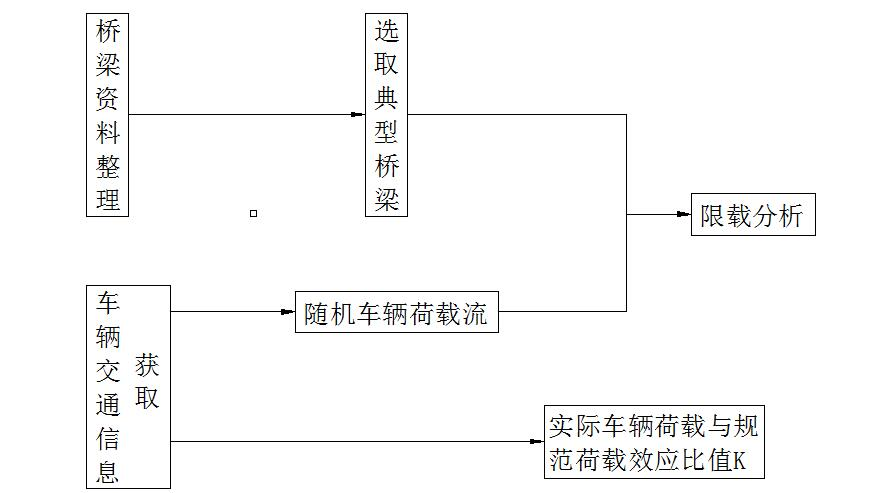 桥梁资料整理
选取典型桥梁
限载分析
车辆交通信息
获取
随机车辆荷载流
实际车辆荷载与规
范荷载效应比值K